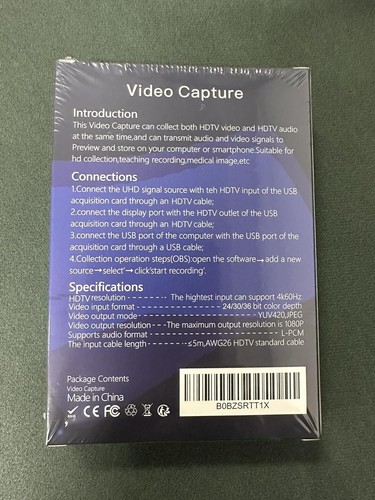 Video Capture
Introduction
This Video Capture can collect both HDTV video and HDTV audio
at the same time,and can transmit audio and video signals to
Preview and store on your computer or smartphone.Suitable for
hd collection,teaching recording,medical image,etc
Connections
1.Connect the UHD signal source with teh HDTV input of the USB
acquisition card through an HDTV cable;
2.connect the display port with the HDTV outlet of the USB
acquisition card through an HDTV cable;
3.connect the USB port of the computer with the USB port of the
acquisition card through a USB cable;
4.Collection operation steps(OBS):open the software→add a new
source→select'→click'start recording'.
Specifications
HDTV resolution - The hightest input can support 4k60Hz
Video input format - 24/30/36 bit color depth
Video output mode - YUV420,JPEG
Video output resolution - The maximum output resolution is 1080P
Supports audio format - L-PCM
The input cable length - ≤5m,AWG26 HDTV standard cable
Package Contents
Video Capture
Made in China
CE FC
B0BZSRTT1X